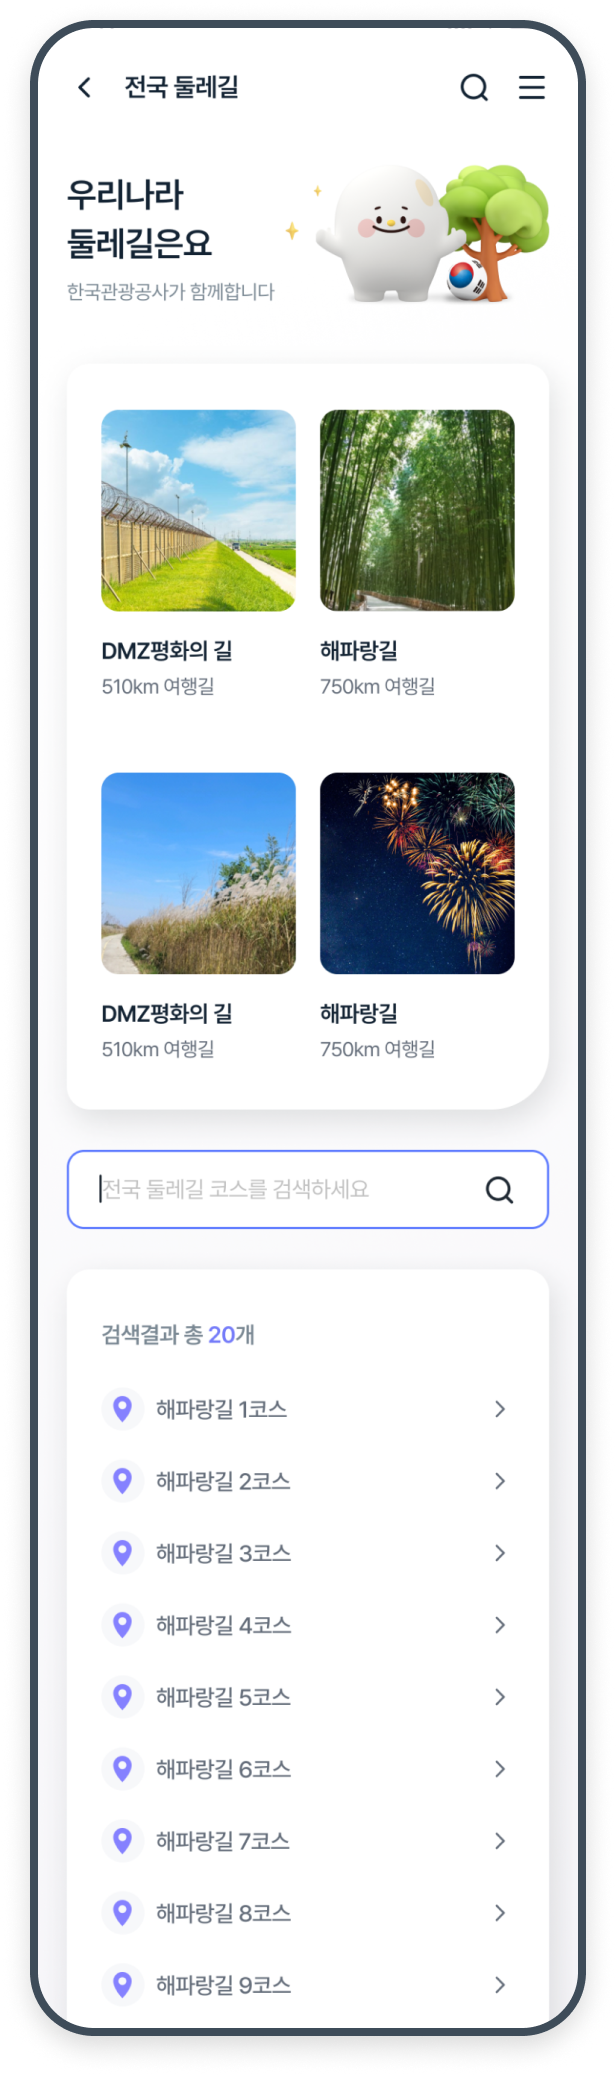 전국 둘레길
우리나라
둘레길은요
한국관광공사가 함께합니다
DMZ평화의 길
510km 여행길
해파랑길
750km 여행길
DMZ평화의 길
510km 여행길
해파랑길
750km 여행길
전국 둘레길 코스를 검색하세요
검색결과 총 20개
해파랑길 1코스
해파랑길 2코스
해파랑길 3코스
해파랑길 4코스
해파랑길 5코스
해파랑길 6코스
해파랑길 7코스
해파랑길 8코스
해파랑길 9코스